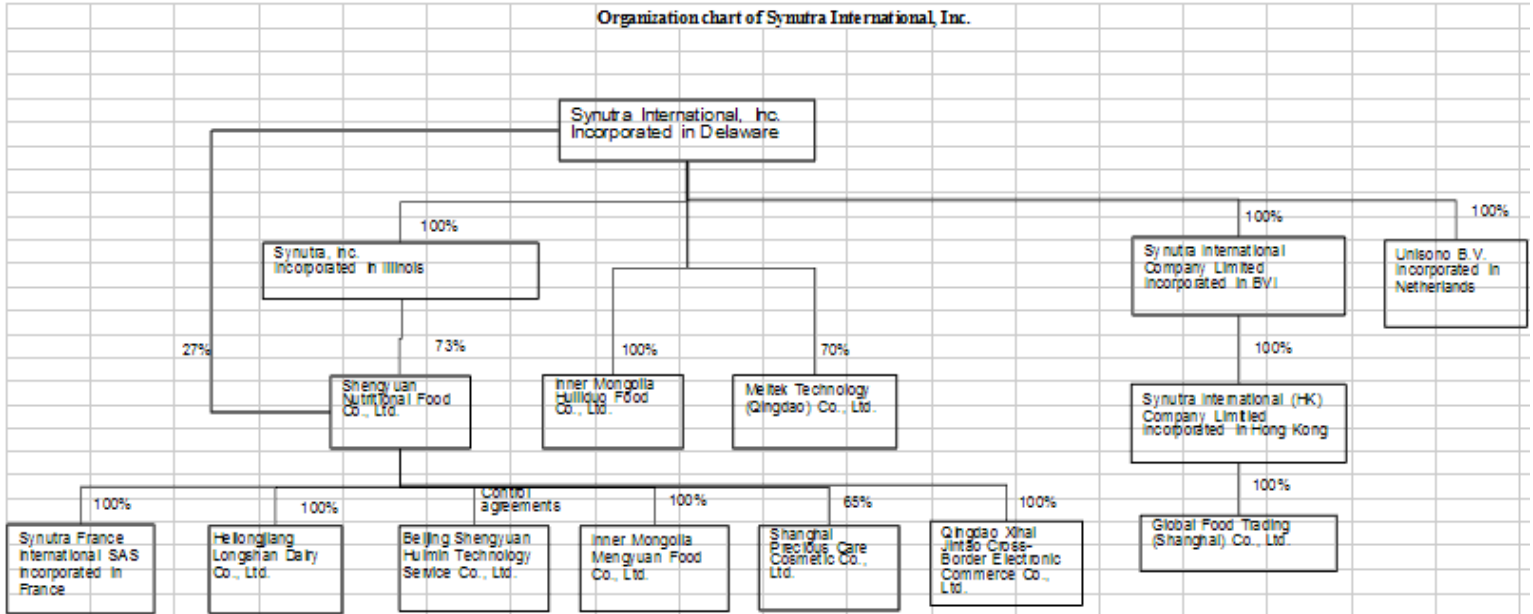 Organization chart of Synutra International, Inc.
Synutra International, Inc.
Incorporated in Delaware
100%
100%
100%
Synutra, Inc.
Incorporated in Illinois
Synutra International
Company Limited
Incorporated in BVI
Unisono B.V.
Incorporated in
Netherlands
27%
73%
100%
70%
100%
Shengyuan
Nutritional Food
Co., Ltd.
Inner Mongolia
Huiliduo Food
Co., Ltd.
Meitek Technology
(Qingdao) Co., Ltd.
Synutra International (HK)
Company Limited
Incorporated in Hong Kong
100%
100%
Control
agreements
100%
65%
100%
100%
Synutra France
International SAS
Incorporated in
France
Heilongjiang
Longshan Dairy
Co., Ltd.
Beijing Shengyuan
Huimin Technology
Service Co., Ltd.
Inner Mongolia
Mengyuan Food
Co., Ltd.
Shanghai
Precious Care
Cosmetic Co.,
Ltd.
Qingdao Xihai
Jintao Cross-
Border Electronic
Commerce Co.,
Ltd.
Global Food Trading
(Shanghai) Co., Ltd.